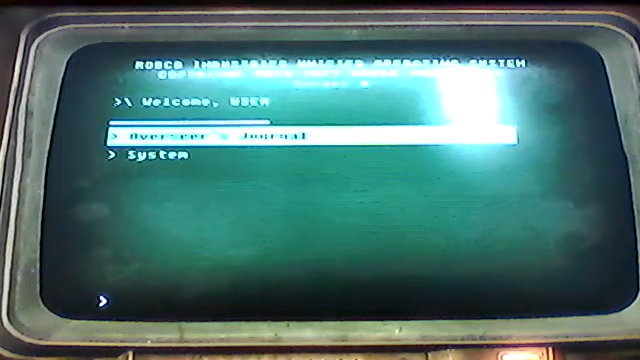 ROBCO INDUSTRIES UNIFIED OPERATING SYSTEM
>\ Welcome, USER
> Overseer's Journal
> System
>